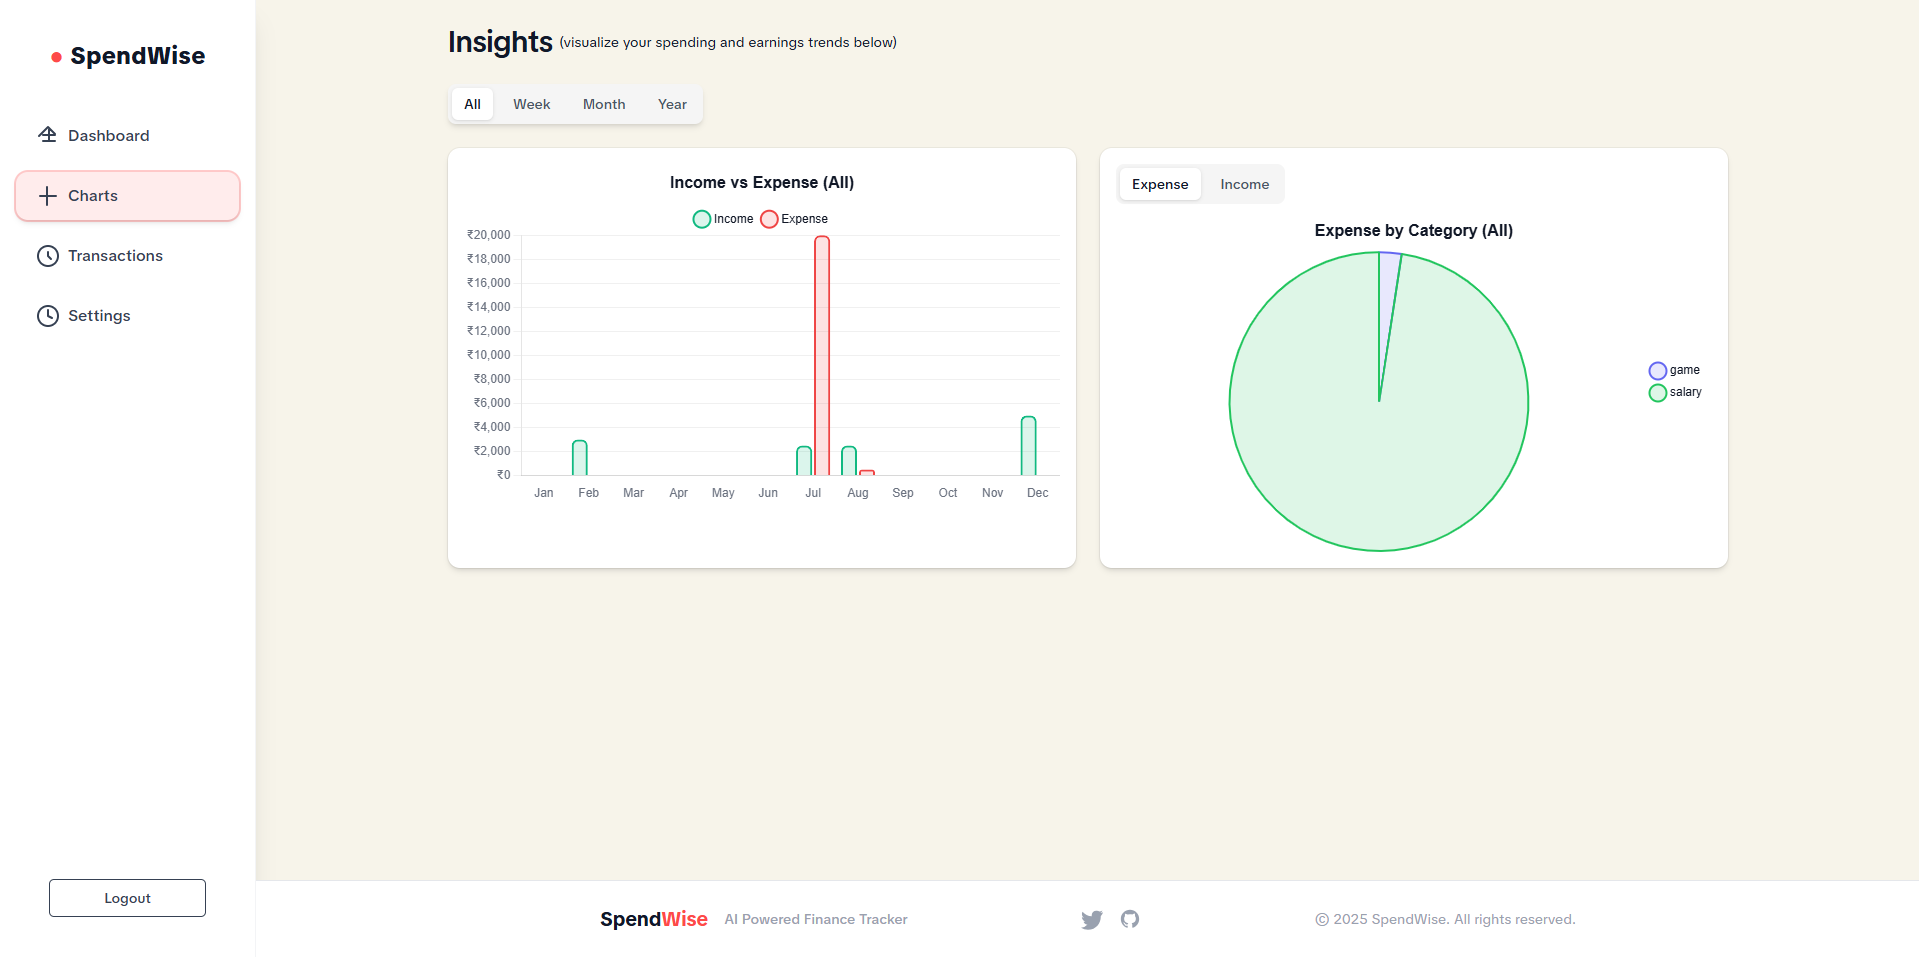 SpendWise
Dashboard
Charts
Transactions
Settings
Logout
Insights (visualize your spending and earnings trends below)
All Week Month Year
Income vs Expense (All)
Income Expense
₹20,000
₹18,000
₹16,000
₹14,000
₹12,000
₹10,000
₹8,000
₹6,000
₹4,000
₹2,000
₹0
Jan Feb Mar Apr May Jun Jul Aug Sep Oct Nov Dec
Expense Income
Expense by Category (All)
game
salary
SpendWise AI Powered Finance Tracker © 2025 SpendWise. All rights reserved.